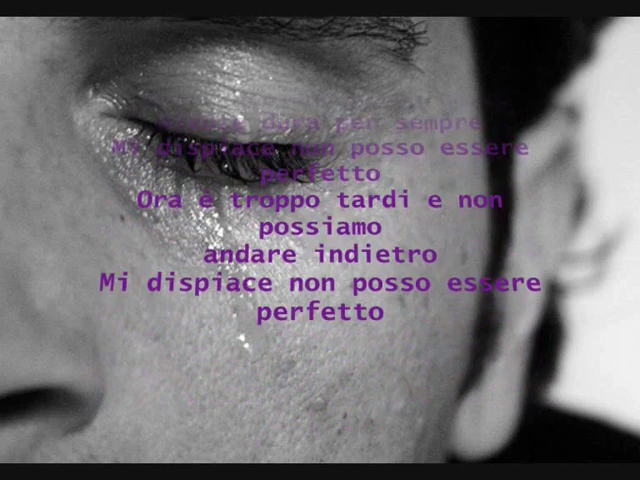 dura per sempre
Mi dispiace non posso essere
perfetto
Ora è troppo tardi e non
possiamo
andare indietro
Mi dispiace non posso essere
perfetto